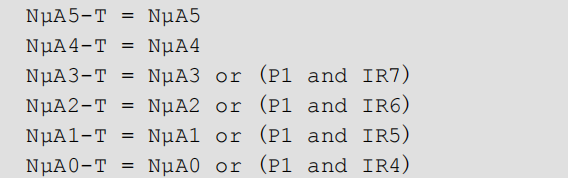 NμA5-T = NμA5
NμA4-T = NμA4
NμA3-T = NμA3 or (P1 and IR7)
NμA2-T = NμA2 or (P1 and IR6)
NμA1-T = NμA1 or (P1 and IR5)
NμA0-T = NμA0 or (P1 and IR4)